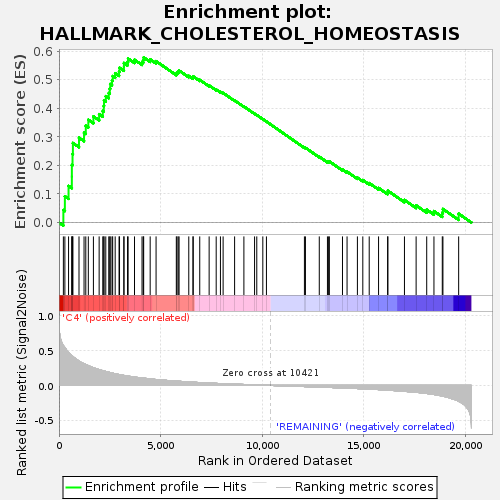 Enrichment plot:
HALLMARK_CHOLESTEROL_HOMEOSTASIS
Enrichment score (ES)
0.6
0.5
0.4
0.3
0.2
0.1
0.0
'C4' (positively correlated)
Ranked list metric (Signal2Noise)
1.0
0.5
0.0
-0.5
Zero cross at 10421
'REMAINING' (negatively correlated)
0
5,000
10,000
15,000
20,000
Rank in Ordered Dataset
Enrichment profile
Hits
Ranking metric scores